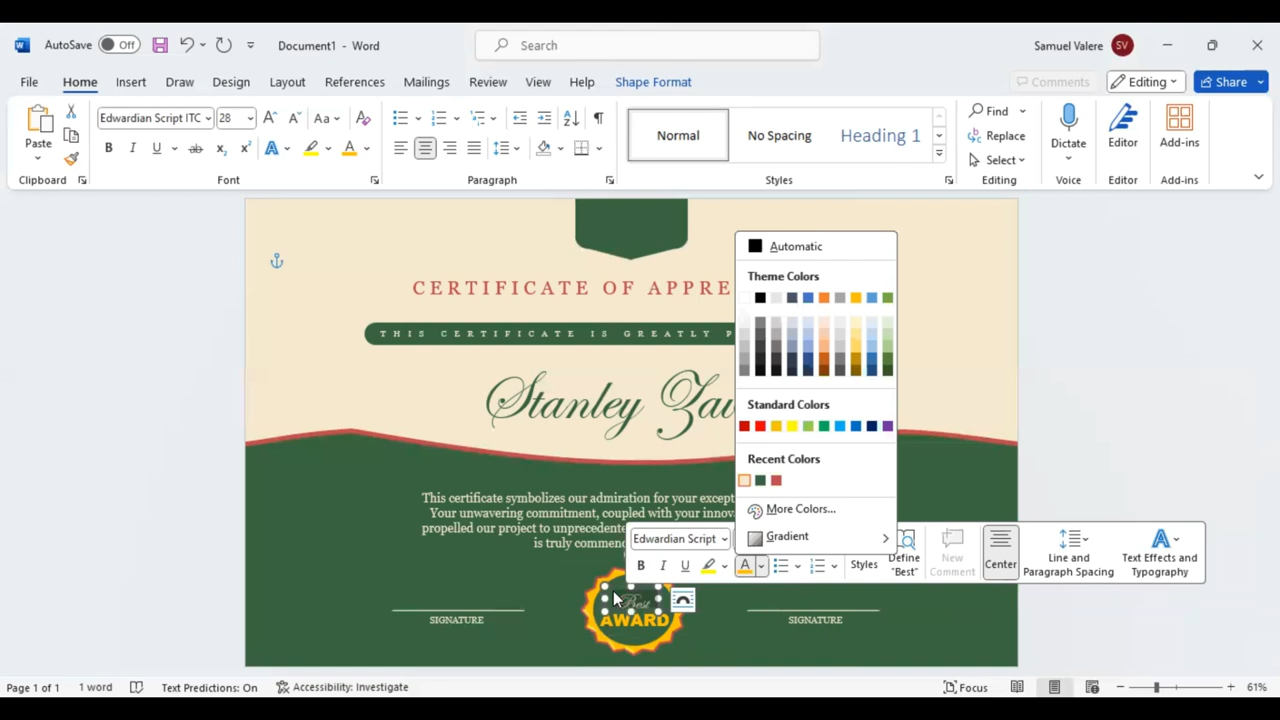 AutoSave Off Document1 - Word Search Samuel Valere SV
File Home Insert Draw Design Layout References Mailings Review View Help Shape Format Comments Editing Share
Paste Edwardian Script ITC 28 Aa Normal No Spacing Heading 1 Find Replace Select Dictate Editor Add-ins
Clipboard Font Paragraph Styles Editing Voice Editor Add-ins
Automatic
Theme Colors
Standard Colors
Recent Colors
More Colors...
Gradient
CERTIFICATE OF APPRE
THIS CERTIFICATE IS GREATLY P
Stanley Zav
This certificate symbolizes our admiration for your except
Your unwavering commitment, coupled with your innov
propelled our project to unprecedente
is truly commend
Edwardian Script B I U A Styles Define "Best" New Comment Center Line and Paragraph Spacing Text Effects and Typography
Best
AWARD
SIGNATURE SIGNATURE
Page 1 of 1 1 word Text Predictions: On Accessibility: Investigate Focus 61%